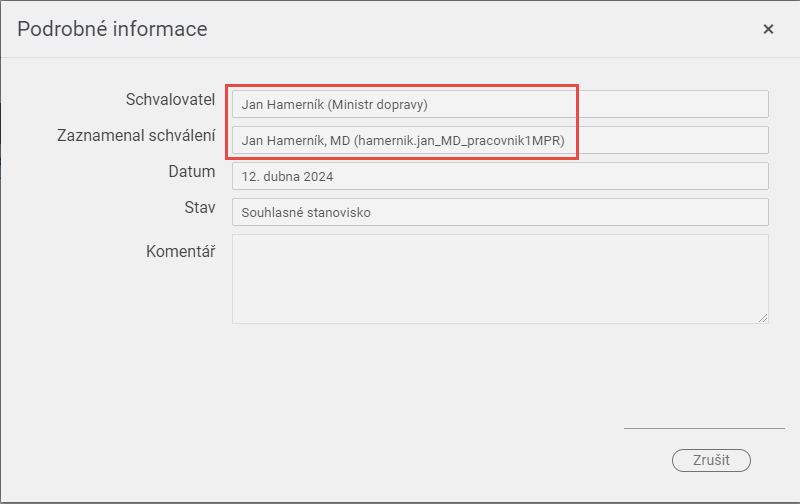 Podrobné informace
Schvalovatel
Jan Hamerník (Ministr dopravy)
Zaznamenal schválení
Jan Hamerník, MD (hamernik.jan_MD_pracovnik1MPR)
Datum
12. dubna 2024
Stav
Souhlasné stanovisko
Komentář
Zrušit